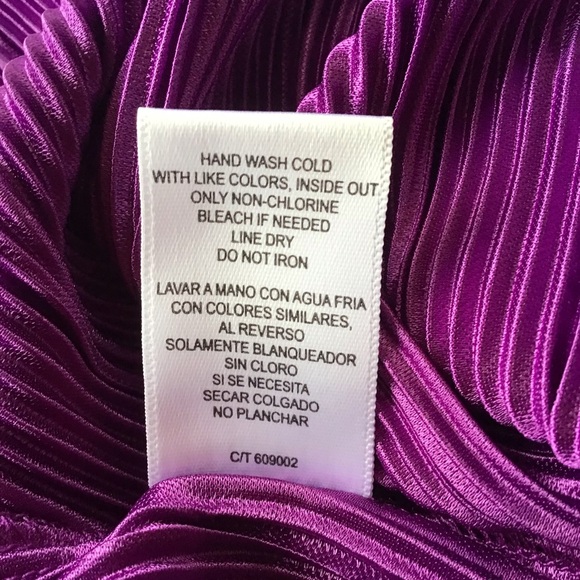 HAND WASH COLD
WITH LIKE COLORS, INSIDE OUT
ONLY NON-CHLORINE
BLEACH IF NEEDED
LINE DRY
DO NOT IRON
LAVAR A MANO CON AGUA FRIA
CON COLORES SIMILARES,
AL REVERSO
SOLAMENTE BLANQUEADOR
SIN CLORO
SI SE NECESITA
SECAR COLGADO
NO PLANCHAR
C/T 609002